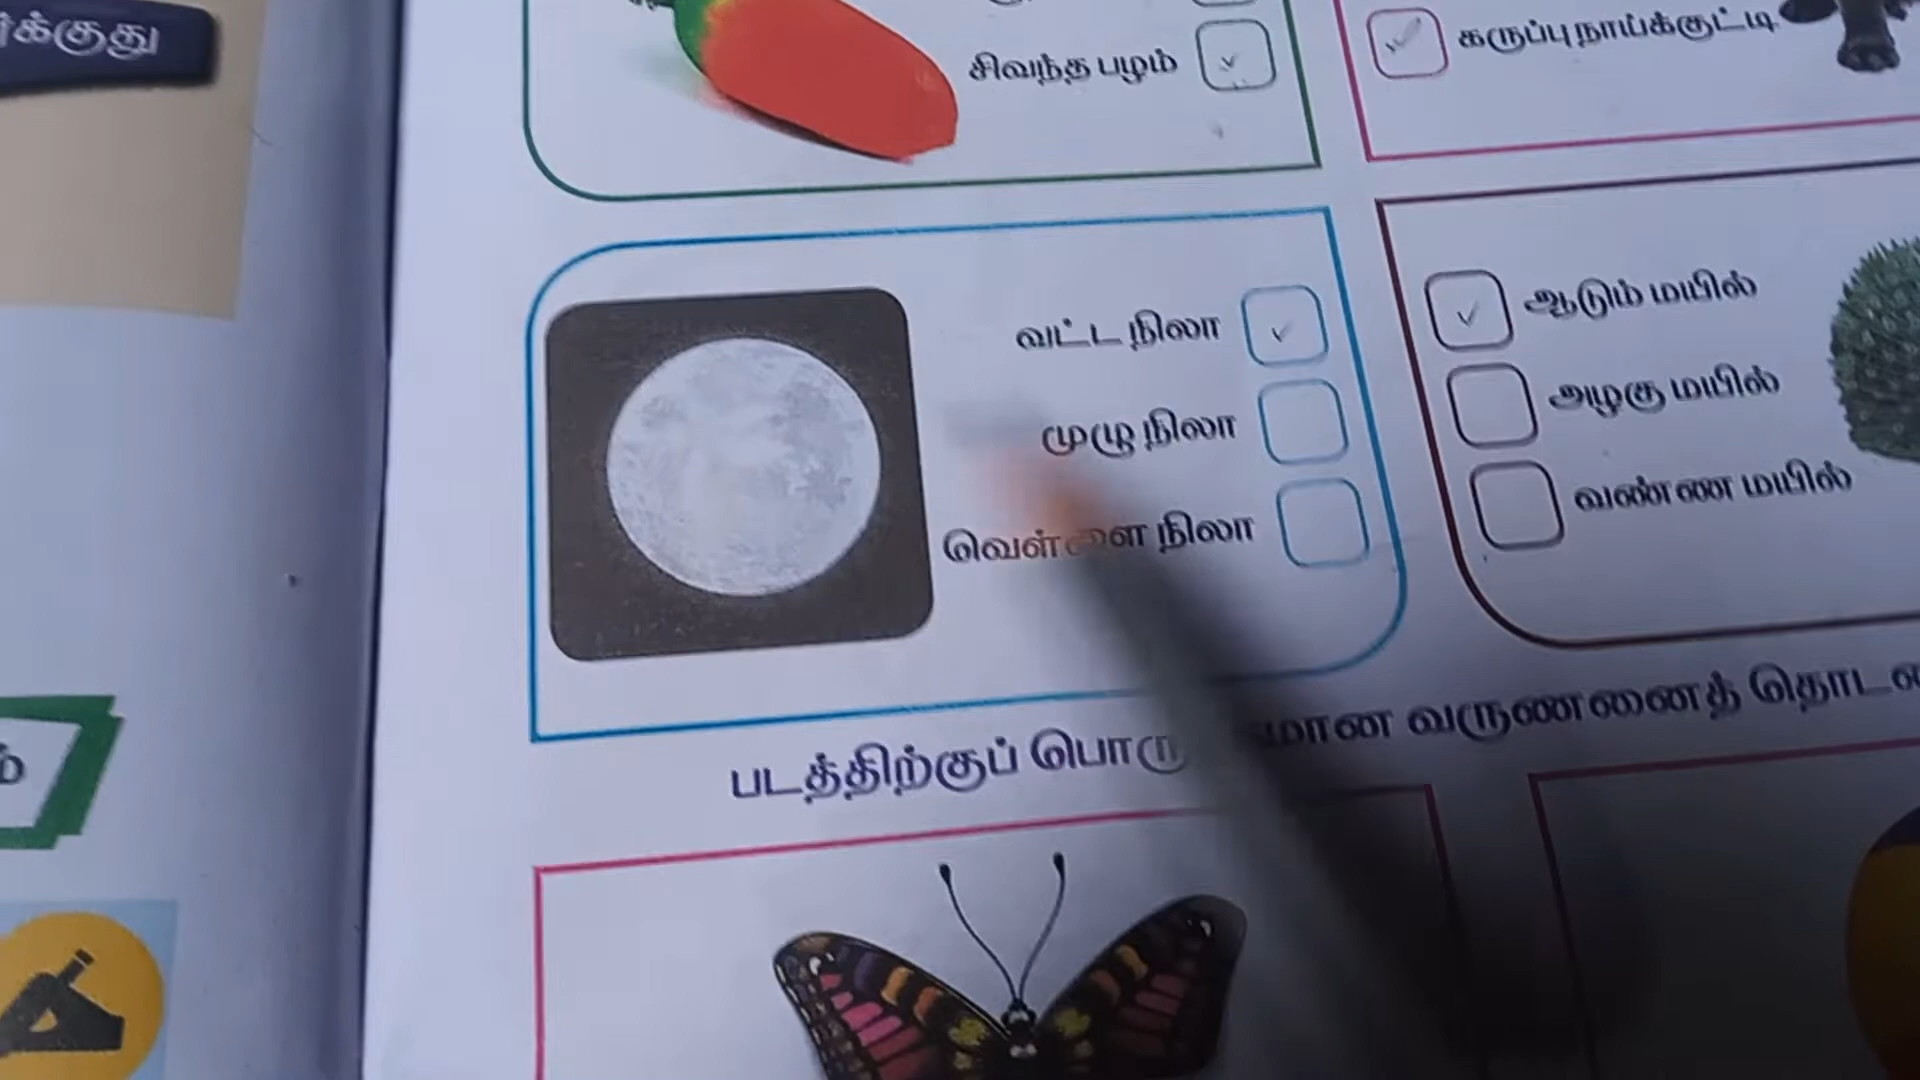 சிவந்த பழம்
கருப்பு நாய்க்குட்டி
வட்ட நிலா
முழு நிலா
வெள்ளை நிலா
ஆடும் மயில்
அழகு மயில்
வண்ண மயில்
படத்திற்குப் வருணனைத்